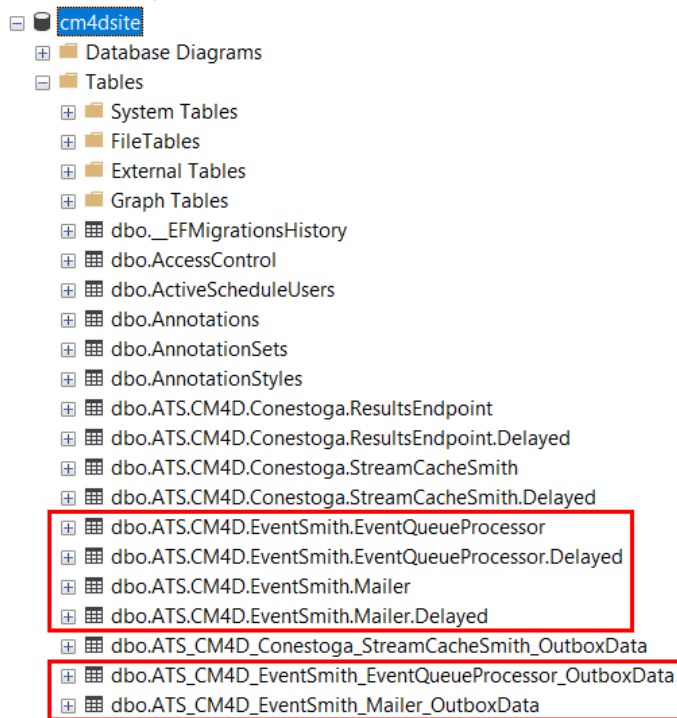 cm4dsite
Database Diagrams
Tables
System Tables
FileTables
External Tables
Graph Tables
dbo.__EFMigrationsHistory
dbo.AccessControl
dbo.ActiveScheduleUsers
dbo.Annotations
dbo.AnnotationSets
dbo.AnnotationStyles
dbo.ATS.CM4D.Conestoga.ResultsEndpoint
dbo.ATS.CM4D.Conestoga.ResultsEndpoint.Delayed
dbo.ATS.CM4D.Conestoga.StreamCacheSmith
dbo.ATS.CM4D.Conestoga.StreamCacheSmith.Delayed
dbo.ATS.CM4D.EventSmith.EventQueueProcessor
dbo.ATS.CM4D.EventSmith.EventQueueProcessor.Delayed
dbo.ATS.CM4D.EventSmith.Mailer
dbo.ATS.CM4D.EventSmith.Mailer.Delayed
dbo.ATS_CM4D_Conestoga_StreamCacheSmith_OutboxData
dbo.ATS_CM4D_EventSmith_EventQueueProcessor_OutboxData
dbo.ATS_CM4D_EventSmith_Mailer_OutboxData